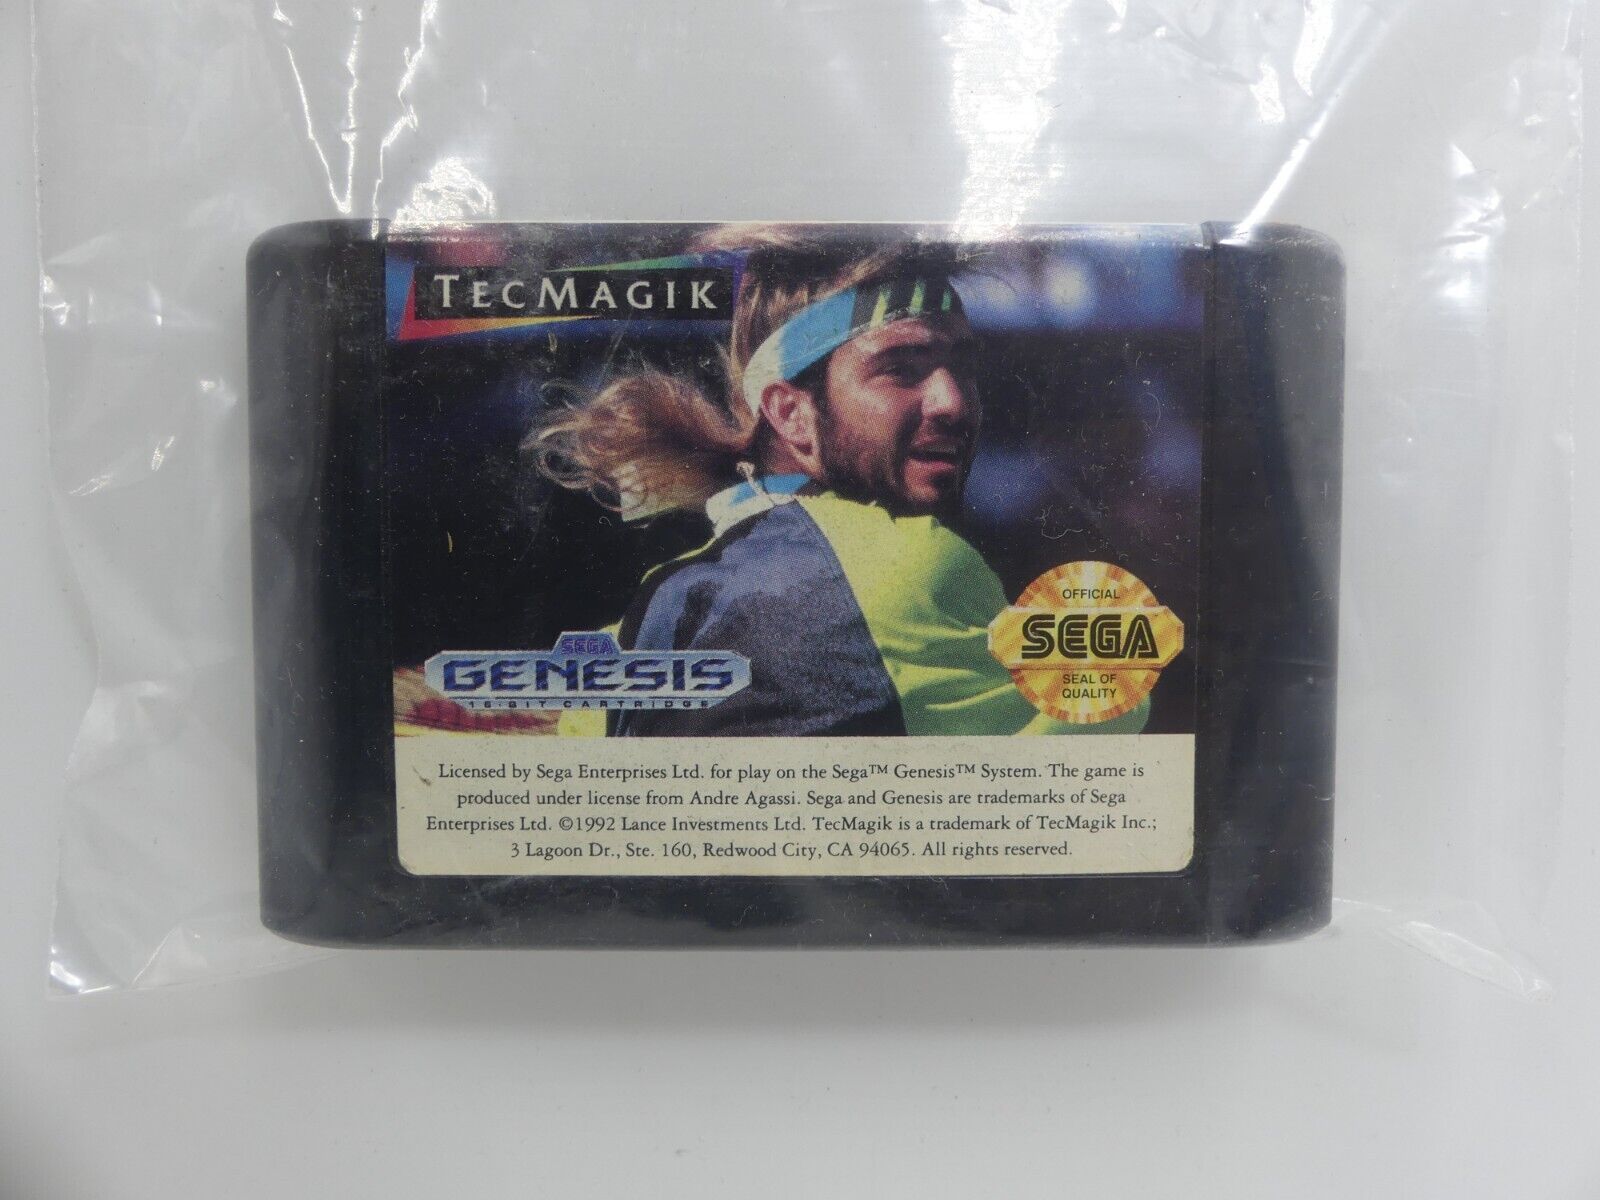 TECMAGIK
OFFICIAL
SEGA
SEAL OF
QUALITY
SEGA
GENESIS
16-BIT CARTRIDGE
Licensed by Sega Enterprises Ltd. for play on the Sega™ Genesis™ System. The game is
produced under license from Andre Agassi. Sega and Genesis are trademarks of Sega
Enterprises Ltd. ©1992 Lance Investments Ltd. TecMagik is a trademark of TecMagik Inc.;
3 Lagoon Dr., Ste. 160, Redwood City, CA 94065. All rights reserved.